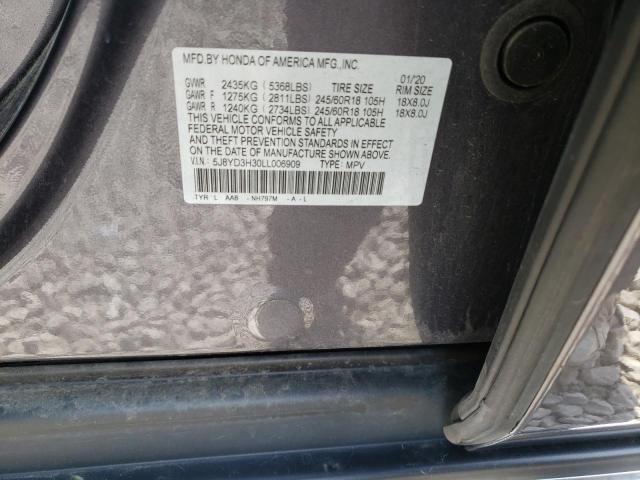 MFD.BY HONDA OF AMERICA MFG.,INC.
01/20
GVWR 2435KG (5368LBS) TIRE SIZE RIM SIZE
GAWR F 1275KG (2811LBS) 245/60R18 105H 18X8.0J
GAWR R 1240KG (2734LBS) 245/60R18 105H 18X8.0J
THIS VEHICLE CONFORMS TO ALL APPLICABLE
FEDERAL MOTOR VEHICLE SAFETY
AND THEFT PREVENTION STANDARDS IN EFFECT
ON THE DATE OF MANUFACTURE SHOWN ABOVE.
V.I.N.: 5J8YD3H30LL006909 TYPE: MPV
TYR L AA8 -NH797M -A-L